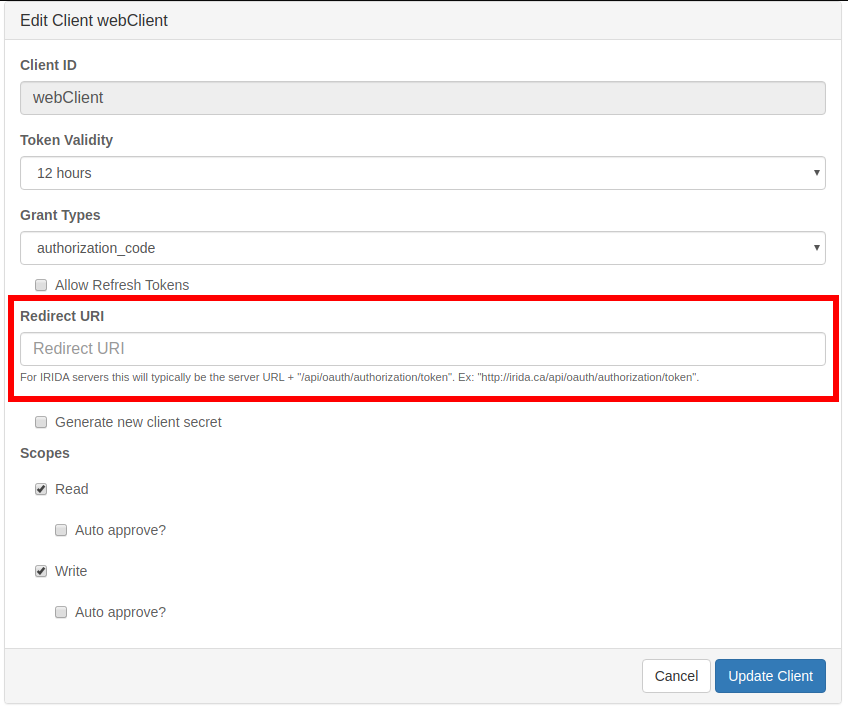 Edit Client webClient
Client ID
webClient
Token Validity
12 hours
Grant Types
authorization_code
Allow Refresh Tokens
Redirect URI
Redirect URI
For IRIDA servers this will typically be the server URL + "/api/oauth/authorization/token". Ex: "http://irida.ca/api/oauth/authorization/token".
Generate new client secret
Scopes
Read
Auto approve?
Write
Auto approve?
Cancel Update Client